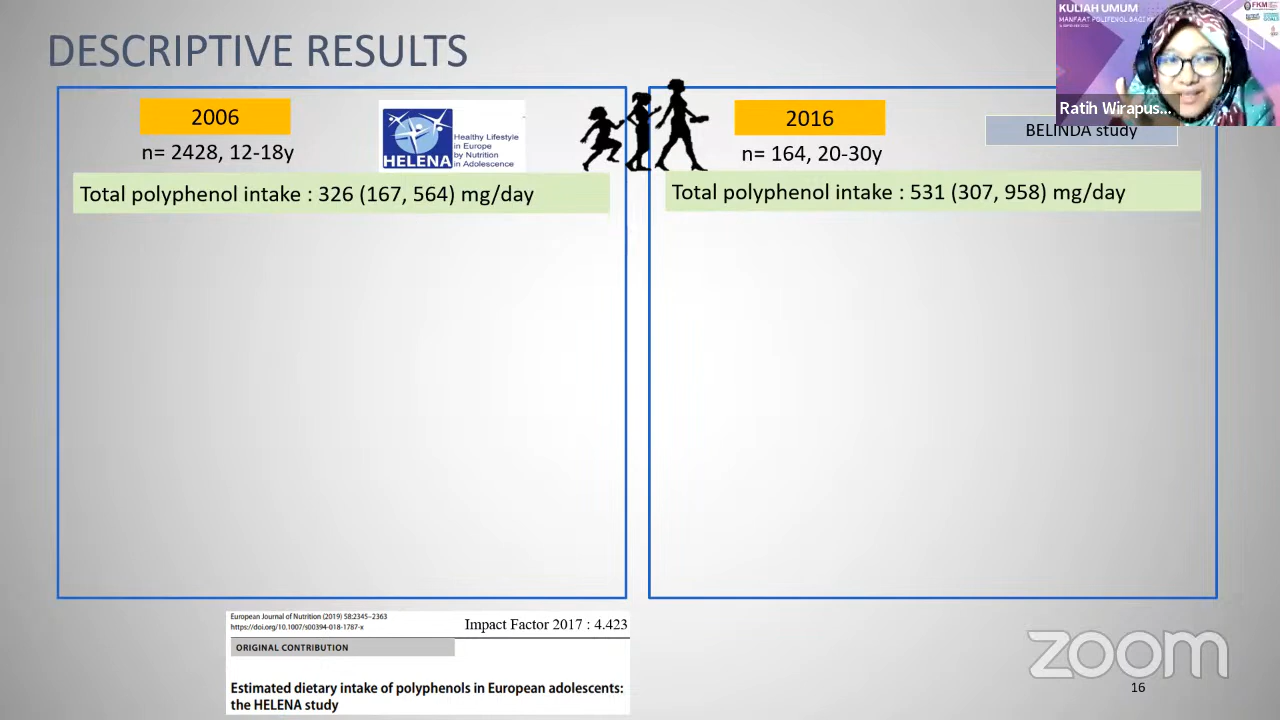 DESCRIPTIVE RESULTS
KULIAH UMUM
MANFAAT POLIFENOL BAGI
FKM
Ratih Wirapus...
2006
n= 2428, 12-18y
HELENA
Healthy Lifestyle
in Europe
by Nutrition
in Adolescence
Total polyphenol intake : 326 (167, 564) mg/day
2016
n= 164, 20-30y
BELINDA study
Total polyphenol intake : 531 (307, 958) mg/day
European Journal of Nutrition (2019) 58:2345–2363
https://doi.org/10.1007/s00394-018-1787-x
Impact Factor 2017 : 4.423
ORIGINAL CONTRIBUTION
Estimated dietary intake of polyphenols in European adolescents:
the HELENA study
zoom
16